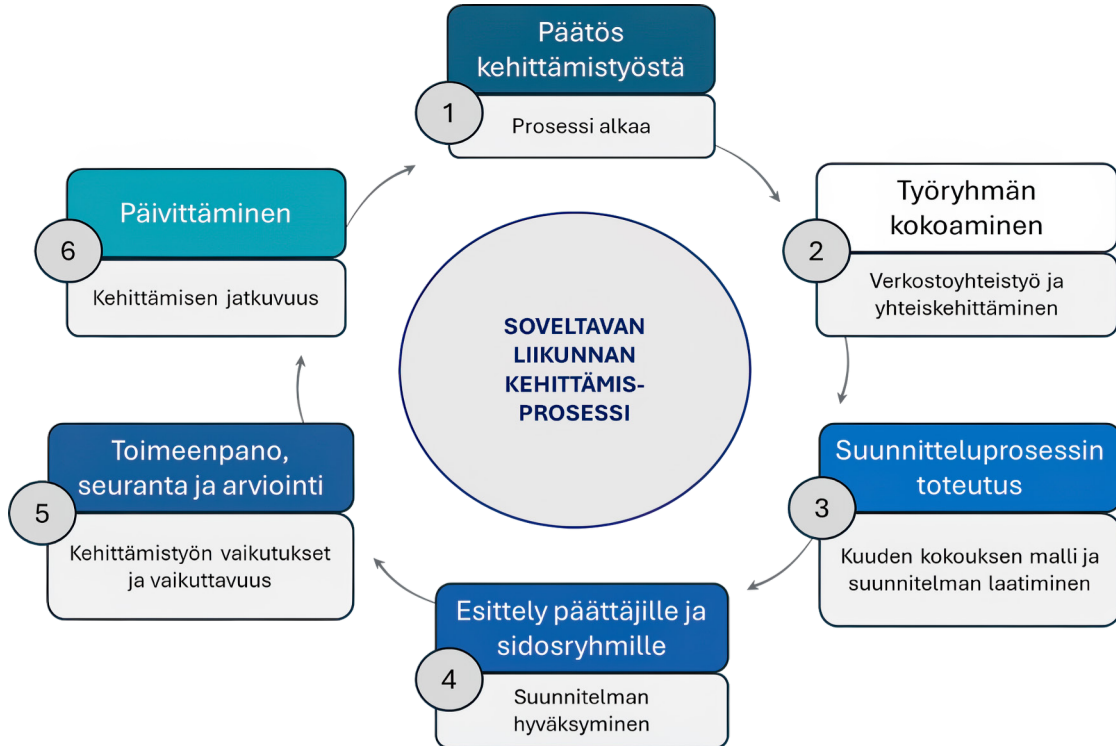 Päätös
kehittämistyöstä
1
Prosessi alkaa
Työryhmän
kokoaminen
2
Verkostoyhteistyö ja
yhteiskehittäminen
Suunnitteluprosessin
toteutus
3
Kuuden kokouksen malli ja
suunnitelman laatiminen
Esittely päättäjille ja
sidosryhmille
4
Suunnitelman
hyväksyminen
Toimeenpano,
seuranta ja arviointi
5
Kehittämistyön vaikutukset
ja vaikuttavuus
Päivittäminen
6
Kehittämisen jatkuvuus
SOVELTAVAN
LIIKUNNAN
KEHITTÄMIS-
PROSESSI